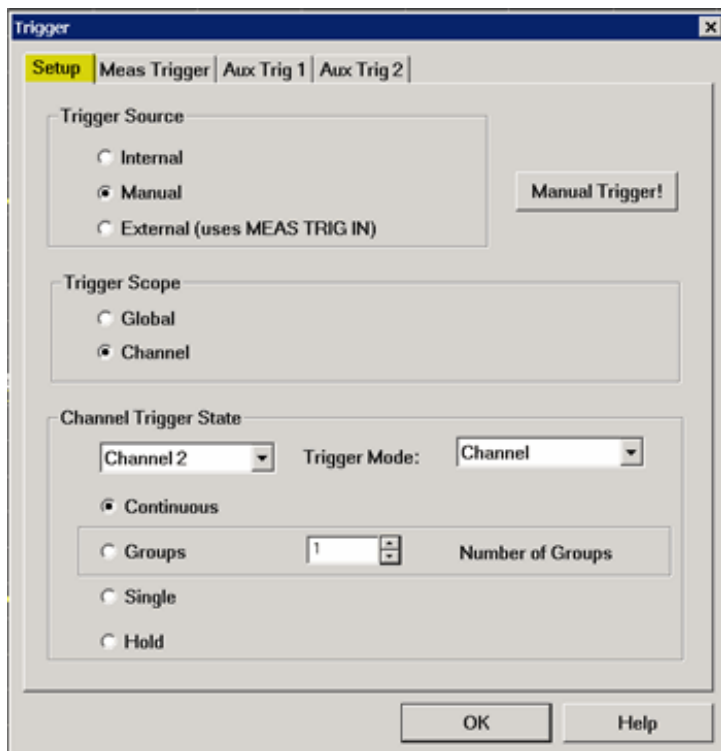 Trigger
Setup Meas Trigger Aux Trig 1 Aux Trig 2
Trigger Source
Internal
Manual
Manual Trigger!
External (uses MEAS TRIG IN)
Trigger Scope
Global
Channel
Channel Trigger State
Channel 2 Trigger Mode: Channel
Continuous
Groups 1 Number of Groups
Single
Hold
OK Help